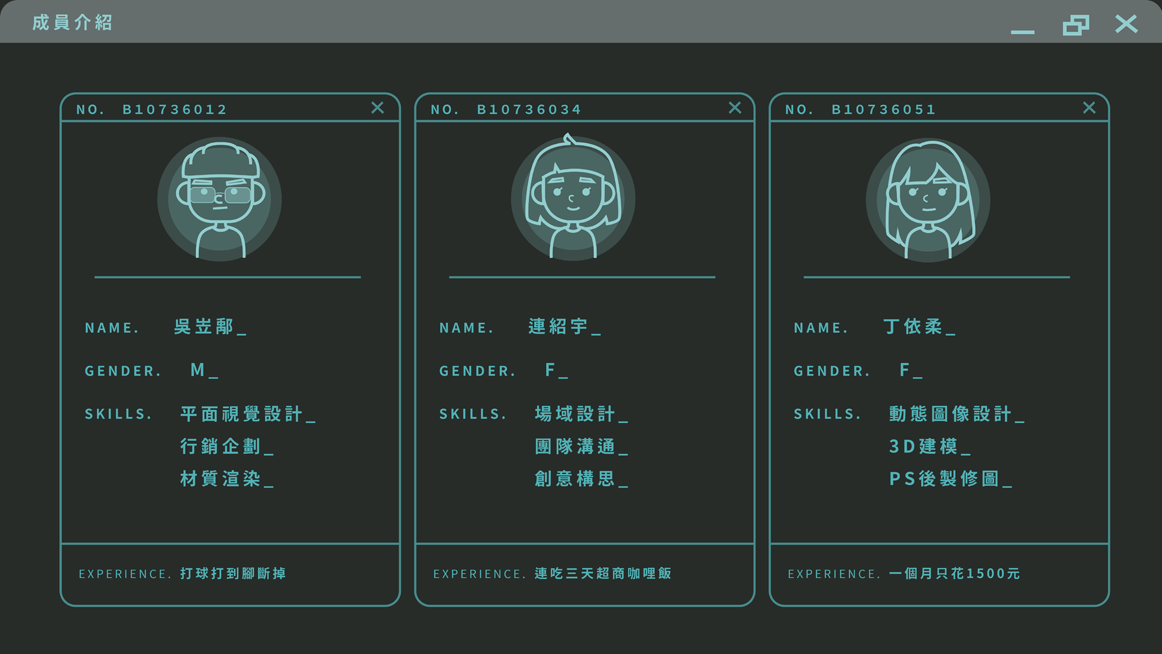 成員介紹
NO. B10736012
NAME. 吳岦鄅_
GENDER. M_
SKILLS. 平面視覺設計_
行銷企劃_
材質渲染_
EXPERIENCE. 打球打到腳斷掉
NO. B10736034
NAME. 連紹宇_
GENDER. F_
SKILLS. 場域設計_
團隊溝通_
創意構思_
EXPERIENCE. 連吃三天超商咖哩飯
NO. B10736051
NAME. 丁依柔_
GENDER. F_
SKILLS. 動態圖像設計_
3D建模_
PS後製修圖_
EXPERIENCE. 一個月只花1500元